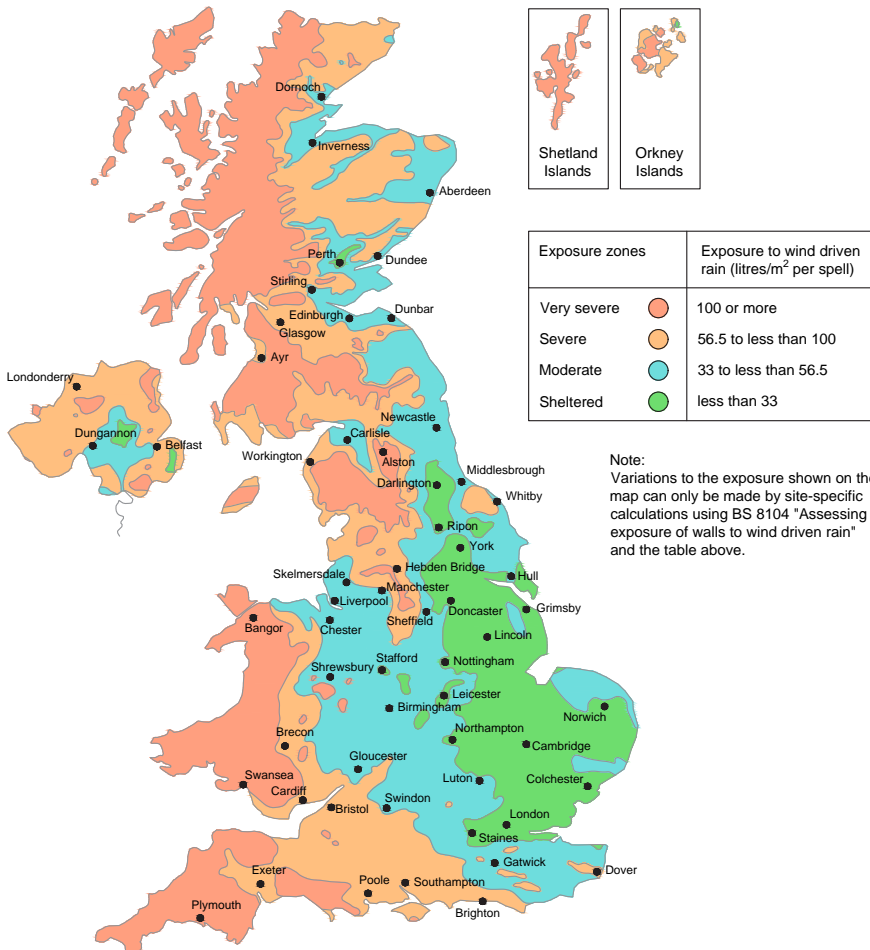 Dornoch
Inverness
Aberdeen
Perth
Dundee
Stirling
Edinburgh
Dunbar
Glasgow
Ayr
Londonderry
Newcastle
Dungannon
Belfast
Carlisle
Workington
Alston
Darlington
Middlesbrough
Whitby
Ripon
York
Hebden Bridge
Hull
Skelmersdale
Manchester
Liverpool
Doncaster
Grimsby
Bangor
Chester
Sheffield
Lincoln
Stafford
Nottingham
Shrewsbury
Leicester
Birmingham
Norwich
Northampton
Brecon
Cambridge
Gloucester
Swansea
Luton
Colchester
Cardiff
Bristol
Swindon
London
Staines
Gatwick
Dover
Exeter
Poole
Southampton
Plymouth
Brighton
Shetland
Islands
Orkney
Islands
Exposure zones
Exposure to wind driven
rain (litres/m² per spell)
Very severe
100 or more
Severe
56.5 to less than 100
Moderate
33 to less than 56.5
Sheltered
less than 33
Note:
Variations to the exposure shown on the
map can only be made by site-specific
calculations using BS 8104 "Assessing
exposure of walls to wind driven rain"
and the table above.